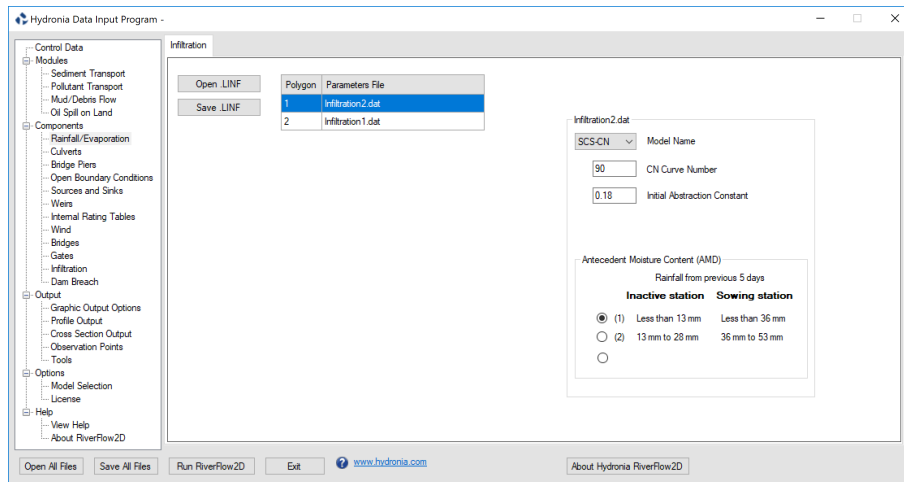 Hydronia Data Input Program -
Control Data
Modules
Sediment Transport
Pollutant Transport
Mud/Debris Flow
Oil Spill on Land
Components
Rainfall/Evaporation
Culverts
Bridge Piers
Open Boundary Conditions
Sources and Sinks
Weirs
Internal Rating Tables
Wind
Bridges
Gates
Infiltration
Dam Breach
Output
Graphic Output Options
Profile Output
Cross Section Output
Observation Points
Tools
Options
Model Selection
License
Help
View Help
About RiverFlow2D
Infiltration
Open .LINF
Save .LINF
Polygon Parameters File
1 Infiltration2.dat
2 Infiltration1.dat
Infiltration2.dat
SCS-CN Model Name
90 CN Curve Number
0.18 Initial Abstraction Constant
Antecedent Moisture Content (AMD)
Rainfall from previous 5 days
Inactive station Sowing station
(1) Less than 13 mm Less than 36 mm
(2) 13 mm to 28 mm 36 mm to 53 mm
Open All Files Save All Files Run RiverFlow2D Exit ? www.hydronia.com About Hydronia RiverFlow2D